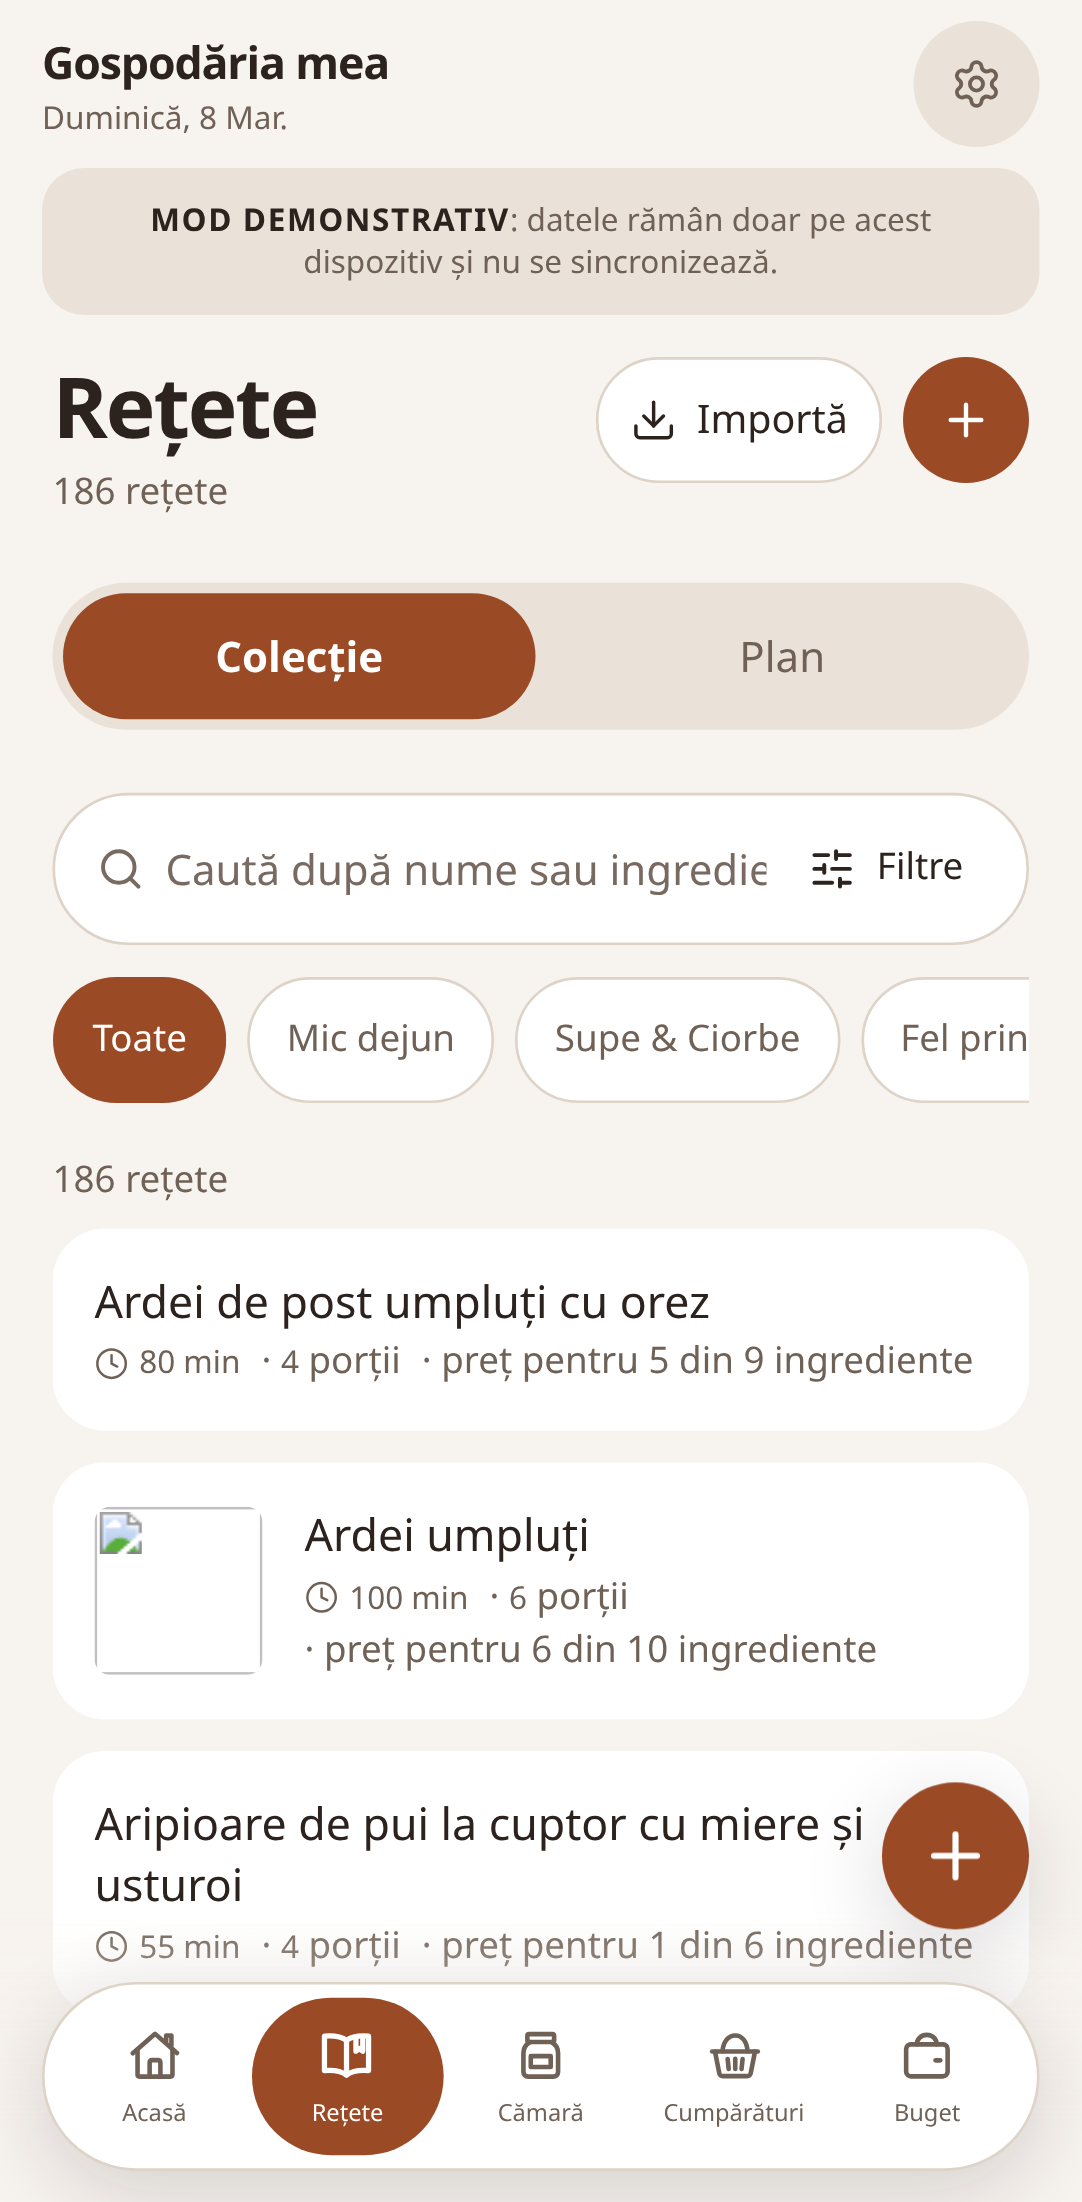 Gospodăria mea
Duminică, 8 Mar.
MOD DEMONSTRATIV: datele rămân doar pe acest
dispozitiv și nu se sincronizează.
Rețete
Importă
186 rețete
Colecție
Plan
Caută după nume sau ingredie
Filtre
Toate
Mic dejun
Supe & Ciorbe
Fel prin
186 rețete
Ardei de post umpluți cu orez
80 min · 4 porții · preț pentru 5 din 9 ingrediente
Ardei umpluți
100 min · 6 porții
· preț pentru 6 din 10 ingrediente
Aripioare de pui la cuptor cu miere și
usturoi
55 min · 4 porții · preț pentru 1 din 6 ingrediente
Acasă
Rețete
Cămară
Cumpărături
Buget